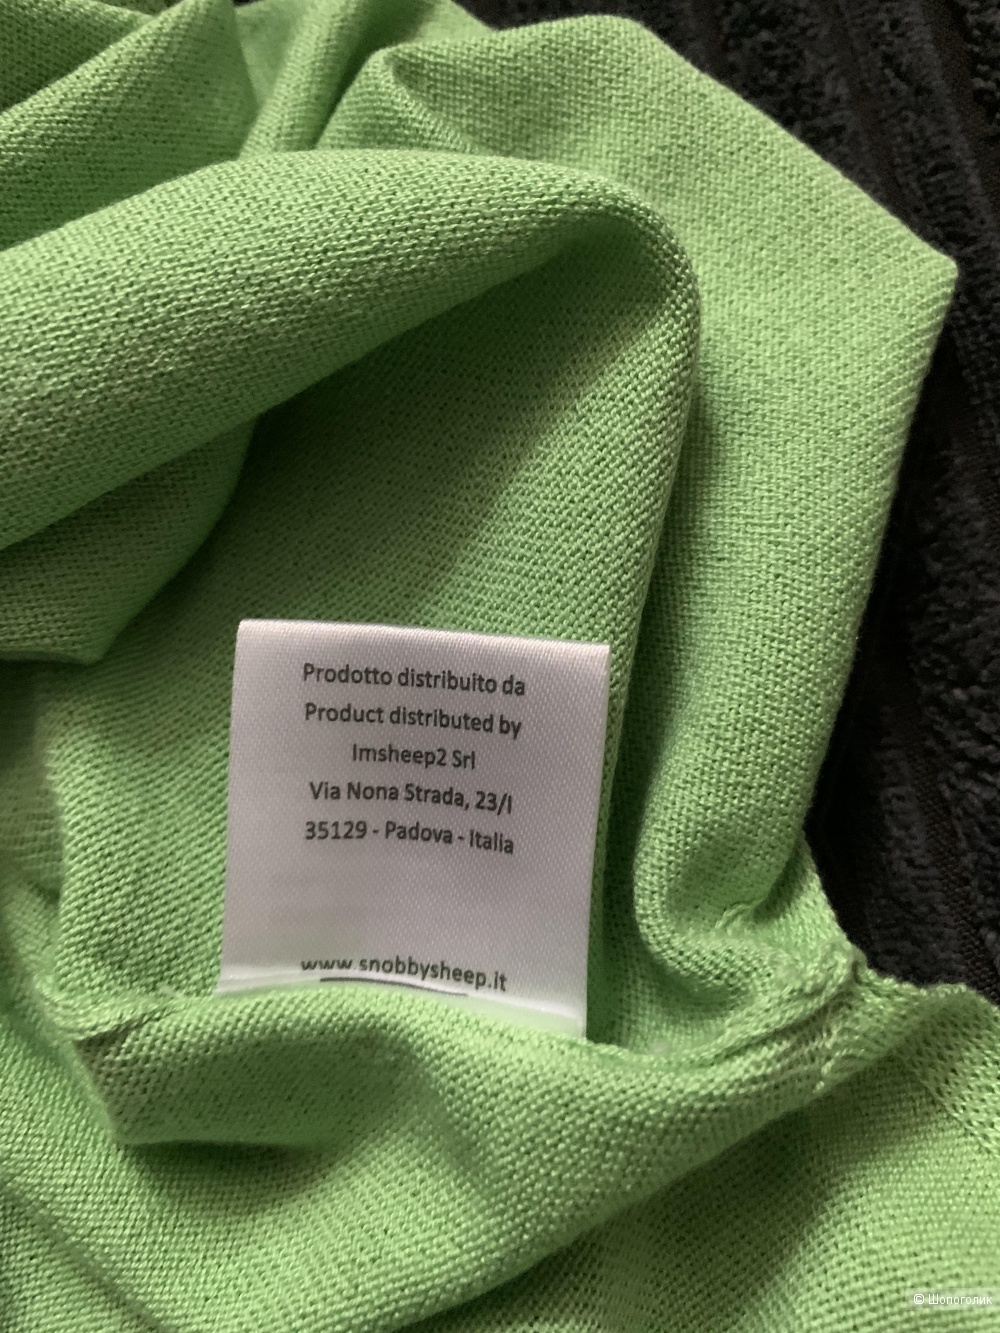 Prodotto distribuito da
Product distributed by
Imsheep2 Srl
Via Nona Strada, 23/I
35129 - Padova - Italia
www.snobbysheep.it
© Шопоголик